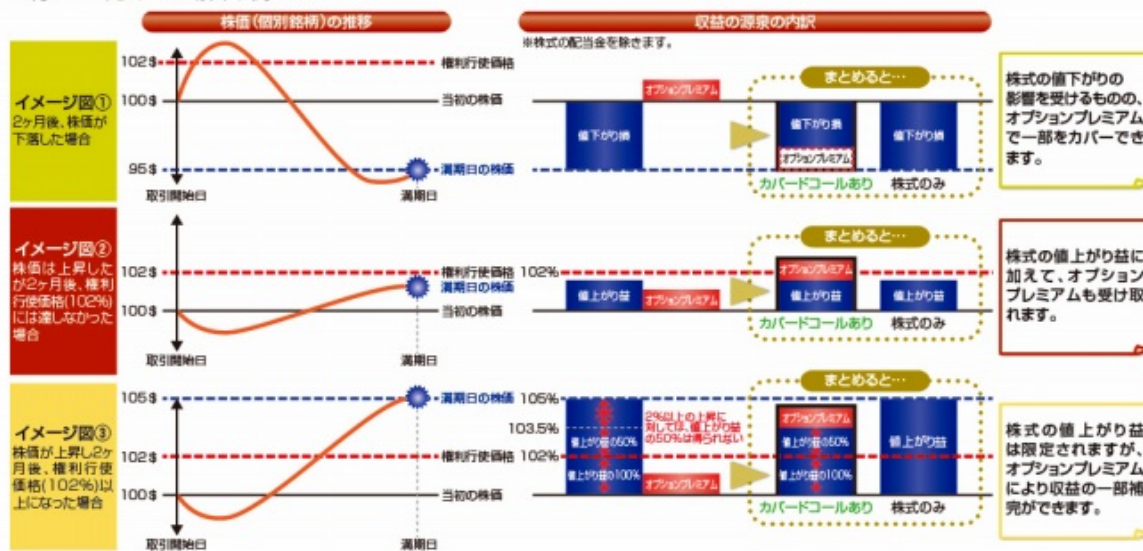 株価(個別銘柄)の推移
収益の源泉の内訳
※株式の配当金を除きます。
イメージ図①
2ヶ月後、株価が
下落した場合
102$
100$
95$
権利行使価格
当初の株価
満期日の株価
取引開始日
満期日
オプションプレミアム
値下がり損
まとめると…
値下がり損
オプションプレミアム
値下がり損
カバードコールあり
株式のみ
株式の値下がりの
影響を受けるものの、
オプションプレミアム
で一部をカバーでき
ます。
イメージ図②
株価は上昇した
が2ヶ月後、権利
行使価格(102%)
には達しなかった
場合
102$
100$
権利行使価格
満期日の株価
当初の株価
取引開始日
満期日
102%
値上がり益
オプションプレミアム
まとめると…
オプションプレミアム
値上がり益
値上がり益
カバードコールあり
株式のみ
株式の値上がり益に
加えて、オプション
プレミアムも受け取
れます。
イメージ図③
株価が上昇し2ヶ
月後、権利行使
価格(102%)以
上になった場合
105$
102$
100$
満期日の株価
権利行使価格
当初の株価
取引開始日
満期日
105%
103.5%
102%
値上がり益の50%
値上がり益の100%
2%以上の上昇に
対しては、値上がり益
の50%は得られない
オプションプレミアム
まとめると…
オプションプレミアム
値上がり益の50%
値上がり益の100%
値上がり益
カバードコールあり
株式のみ
株式の値上がり益
は限定されますが、
オプションプレミアム
により収益の一部補
完ができます。